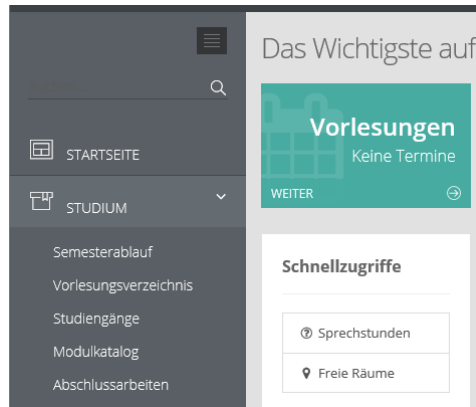 Das Wichtigste auf
STARTSEITE
STUDIUM
Semesterablauf
Vorlesungsverzeichnis
Studiengänge
Modulkatalog
Abschlussarbeiten
Vorlesungen
Keine Termine
WEITER
Schnellzugriffe
Sprechstunden
Freie Räume